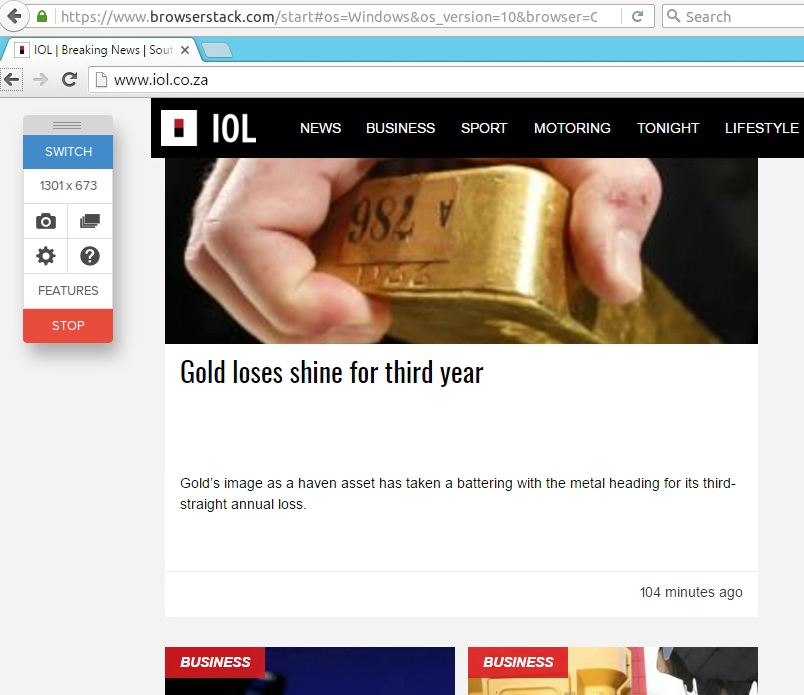 https://www.browserstack.com/start#os=Windows&os_version=10&browser=C
Search
IOL | Breaking News | Sout
www.iol.co.za
SWITCH
1301 x 673
FEATURES
STOP
IOL
NEWS BUSINESS SPORT MOTORING TONIGHT LIFESTYLE
786
A
Gold loses shine for third year
Gold's image as a haven asset has taken a battering with the metal heading for its third-
straight annual loss.
104 minutes ago
BUSINESS
BUSINESS